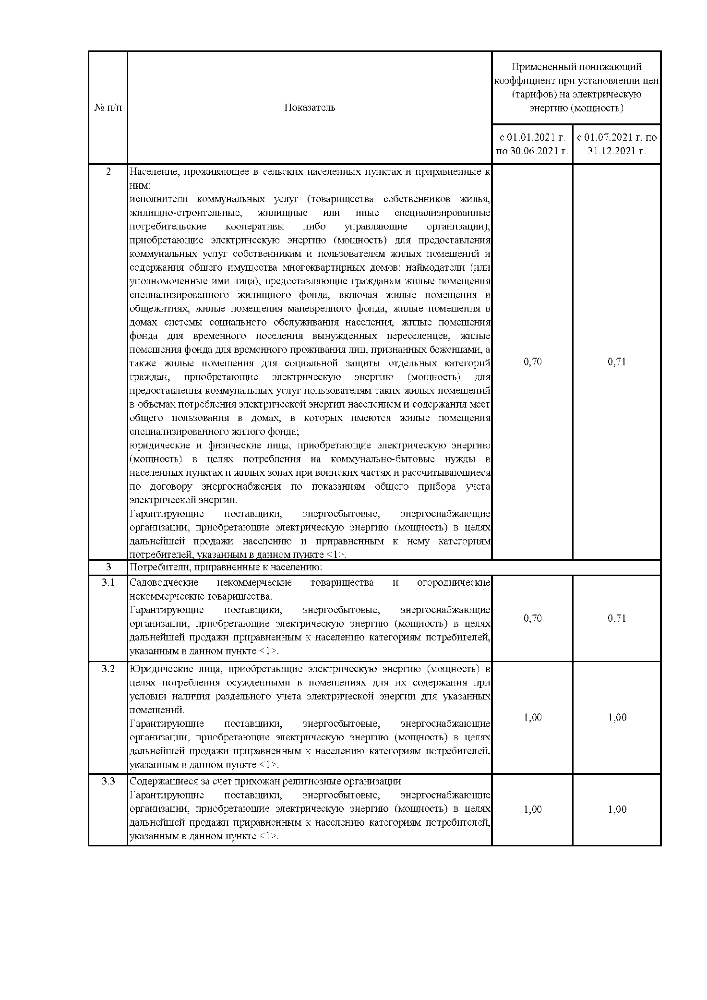 № п/п
Показатель
Примененный понижающий
коэффициент при установлении цен
(тарифов) на электрическую
энергию (мощность)
с 01.01.2021 г.
по 30.06.2021 г.
с 01.07.2021 г. по
31.12.2021 г.
2
Население, проживающее в сельских населенных пунктах и приравненные к
ним:
исполнители коммунальных услуг (товарищества собственников жилья,
жилищно-строительные, жилищные или иные специализированные
потребительские кооперативы либо управляющие организации),
приобретающие электрическую энергию (мощность) для предоставления
коммунальных услуг собственникам и пользователям жилых помещений и
содержания общего имущества многоквартирных домов; наймодатели (или
уполномоченные ими лица), предоставляющие гражданам жилые помещения
специализированного жилищного фонда, включая жилые помещения в
общежитиях, жилые помещения маневренного фонда, жилые помещения в
домах системы социального обслуживания населения, жилые помещения
фонда для временного поселения вынужденных переселенцев, жилые
помещения фонда для временного проживания лиц, признанных беженцами, а
также жилые помещения для социальной защиты отдельных категорий
граждан, приобретающие электрическую энергию (мощность) для
предоставления коммунальных услуг пользователям таких жилых помещений
в объемах потребления электрической энергии населением и содержания мест
общего пользования в домах, в которых имеются жилые помещения
специализированного жилого фонда;
юридические и физические лица, приобретающие электрическую энергию
(мощность) в целях потребления на коммунально-бытовые нужды в
населенных пунктах и жилых зонах при воинских частях и рассчитывающиеся
по договору энергоснабжения по показаниям общего прибора учета
электрической энергии.
Гарантирующие поставщики, энергосбытовые, энергоснабжающие
организации, приобретающие электрическую энергию (мощность) в целях
дальнейшей продажи населению и приравненным к нему категориям
потребителей, указанным в данном пункте <1>.
0,70
0,71
3
Потребители, приравненные к населению:
3.1
Садоводческие некоммерческие товарищества и огороднические
некоммерческие товарищества.
Гарантирующие поставщики, энергосбытовые, энергоснабжающие
организации, приобретающие электрическую энергию (мощность) в целях
дальнейшей продажи приравненным к населению категориям потребителей,
указанным в данном пункте <1>.
0,70
0.71
3.2
Юридические лица, приобретающие электрическую энергию (мощность) в
целях потребления осужденными в помещениях для их содержания при
условии наличия раздельного учета электрической энергии для указанных
помещений.
Гарантирующие поставщики, энергосбытовые, энергоснабжающие
организации, приобретающие электрическую энергию (мощность) в целях
дальнейшей продажи приравненным к населению категориям потребителей,
указанным в данном пункте <1>.
1,00
1,00
3.3
Содержащиеся за счет прихожан религиозные организации
Гарантирующие поставщики, энергосбытовые, энергоснабжающие
организации, приобретающие электрическую энергию (мощность) в целях
дальнейшей продажи приравненным к населению категориям потребителей,
указанным в данном пункте <1>.
1,00
1,00